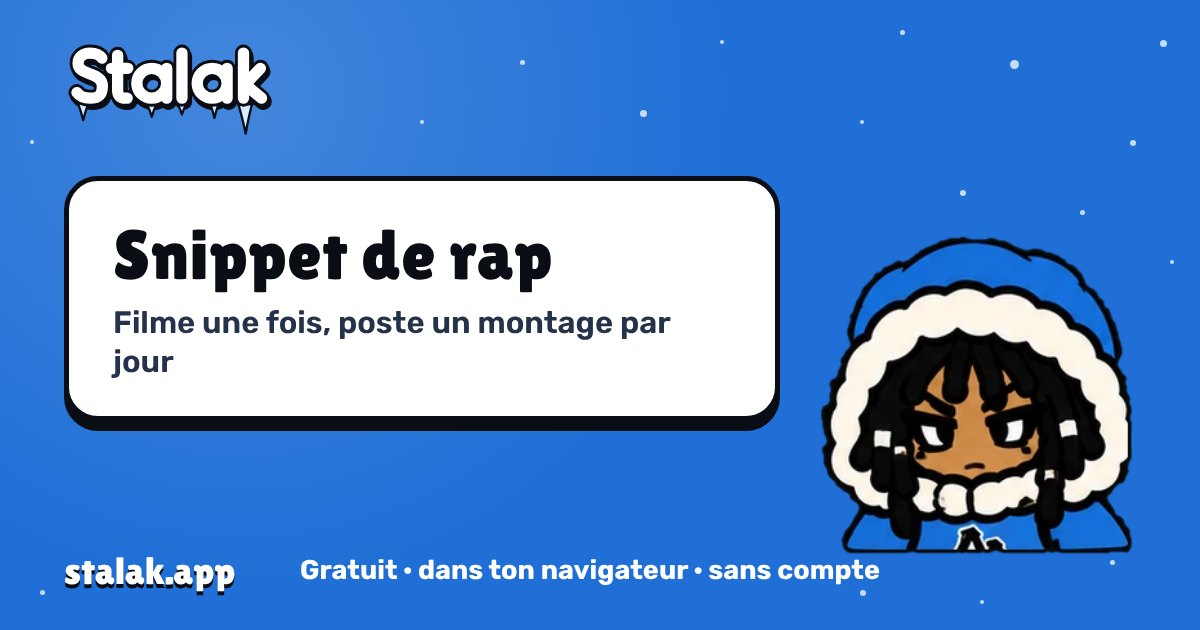 Stalak
Snippet de rap
Filme une fois, poste un montage par
jour
stalak.app
Gratuit • dans ton navigateur • sans compte